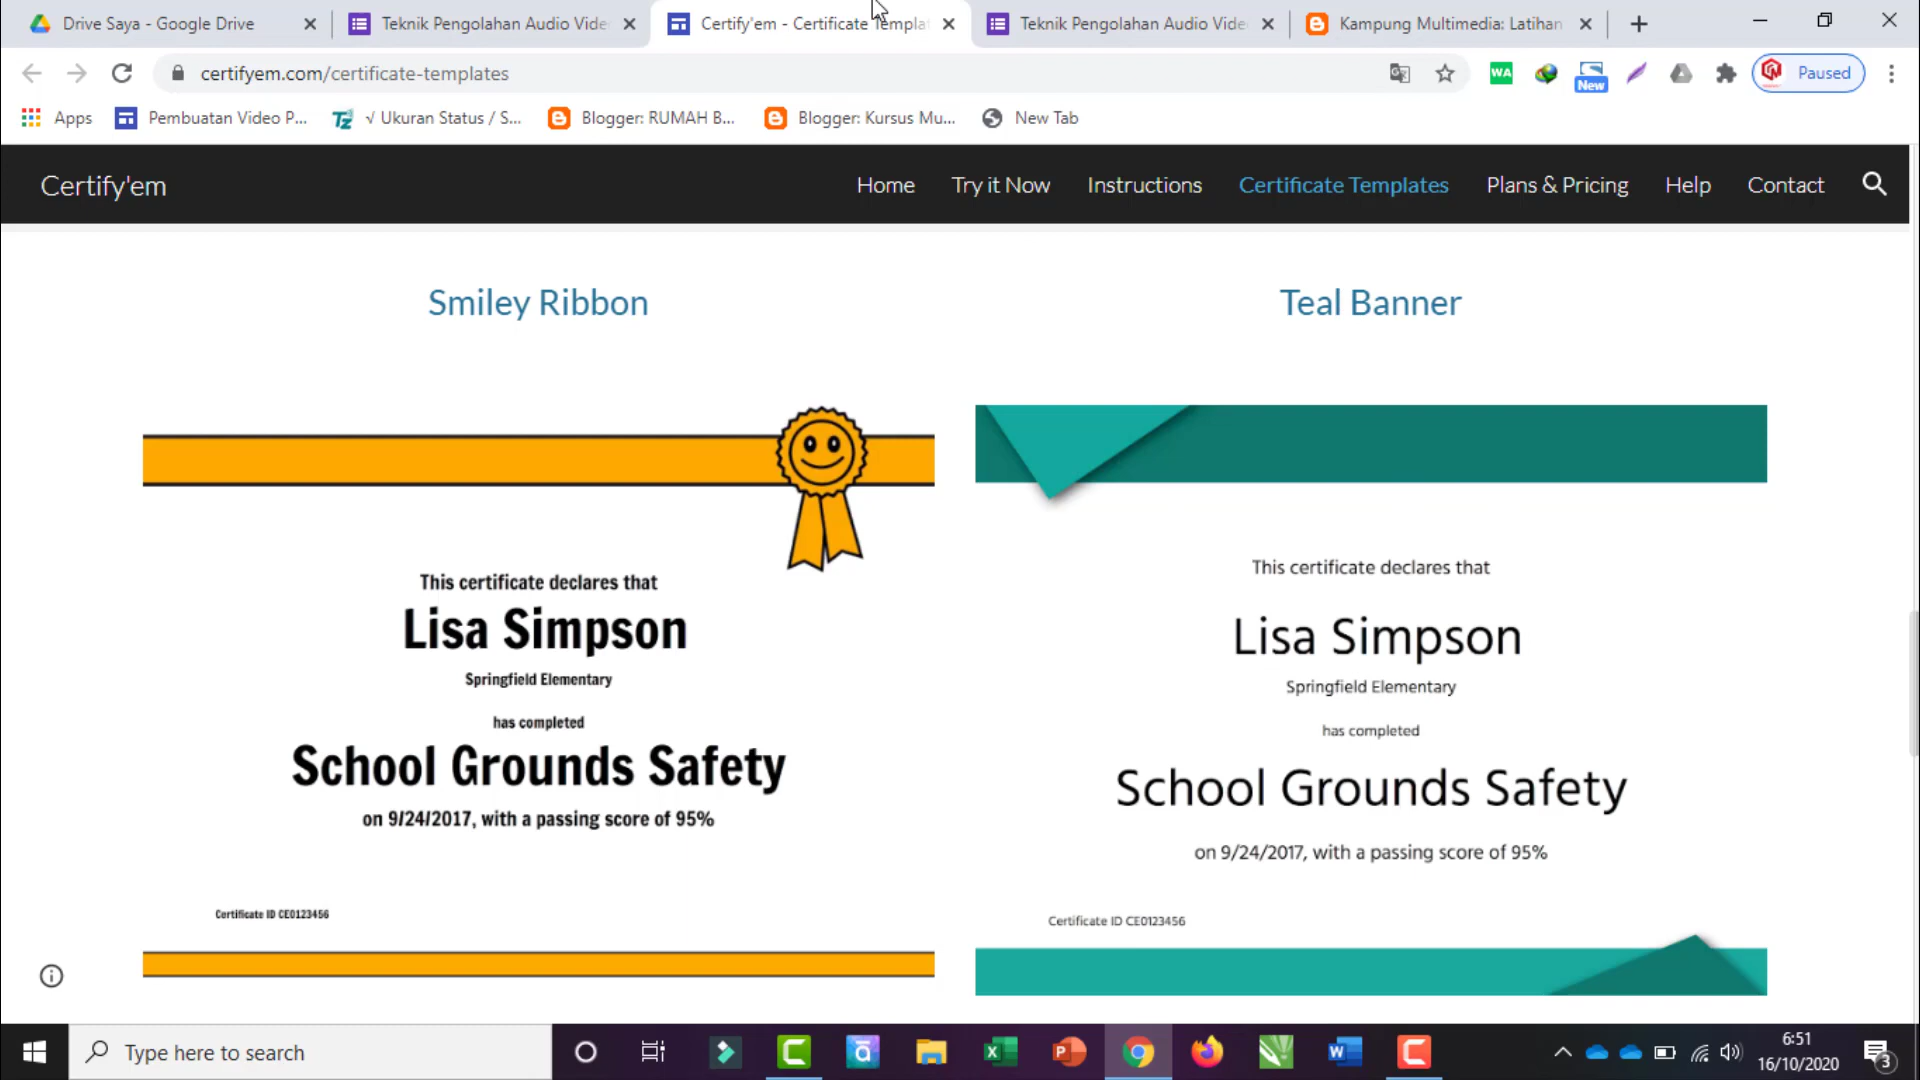 Drive Saya - Google Drive
Teknik Pengolahan Audio Vide
Certify'em - Certificate Templat
Teknik Pengolahan Audio Vide
Kampung Multimedia: Latihan
certifyem.com/certificate-templates
WA
New
Paused
Apps
Pembuatan Video P...
√ Ukuran Status / S...
Blogger: RUMAH B...
Blogger: Kursus Mu...
New Tab
Certify'em
Home
Try it Now
Instructions
Certificate Templates
Plans & Pricing
Help
Contact
Smiley Ribbon
This certificate declares that
Lisa Simpson
Springfield Elementary
has completed
School Grounds Safety
on 9/24/2017, with a passing score of 95%
Certificate ID CE0123456
Teal Banner
This certificate declares that
Lisa Simpson
Springfield Elementary
has completed
School Grounds Safety
on 9/24/2017, with a passing score of 95%
Certificate ID CE0123456
Type here to search
6:51
16/10/2020
3